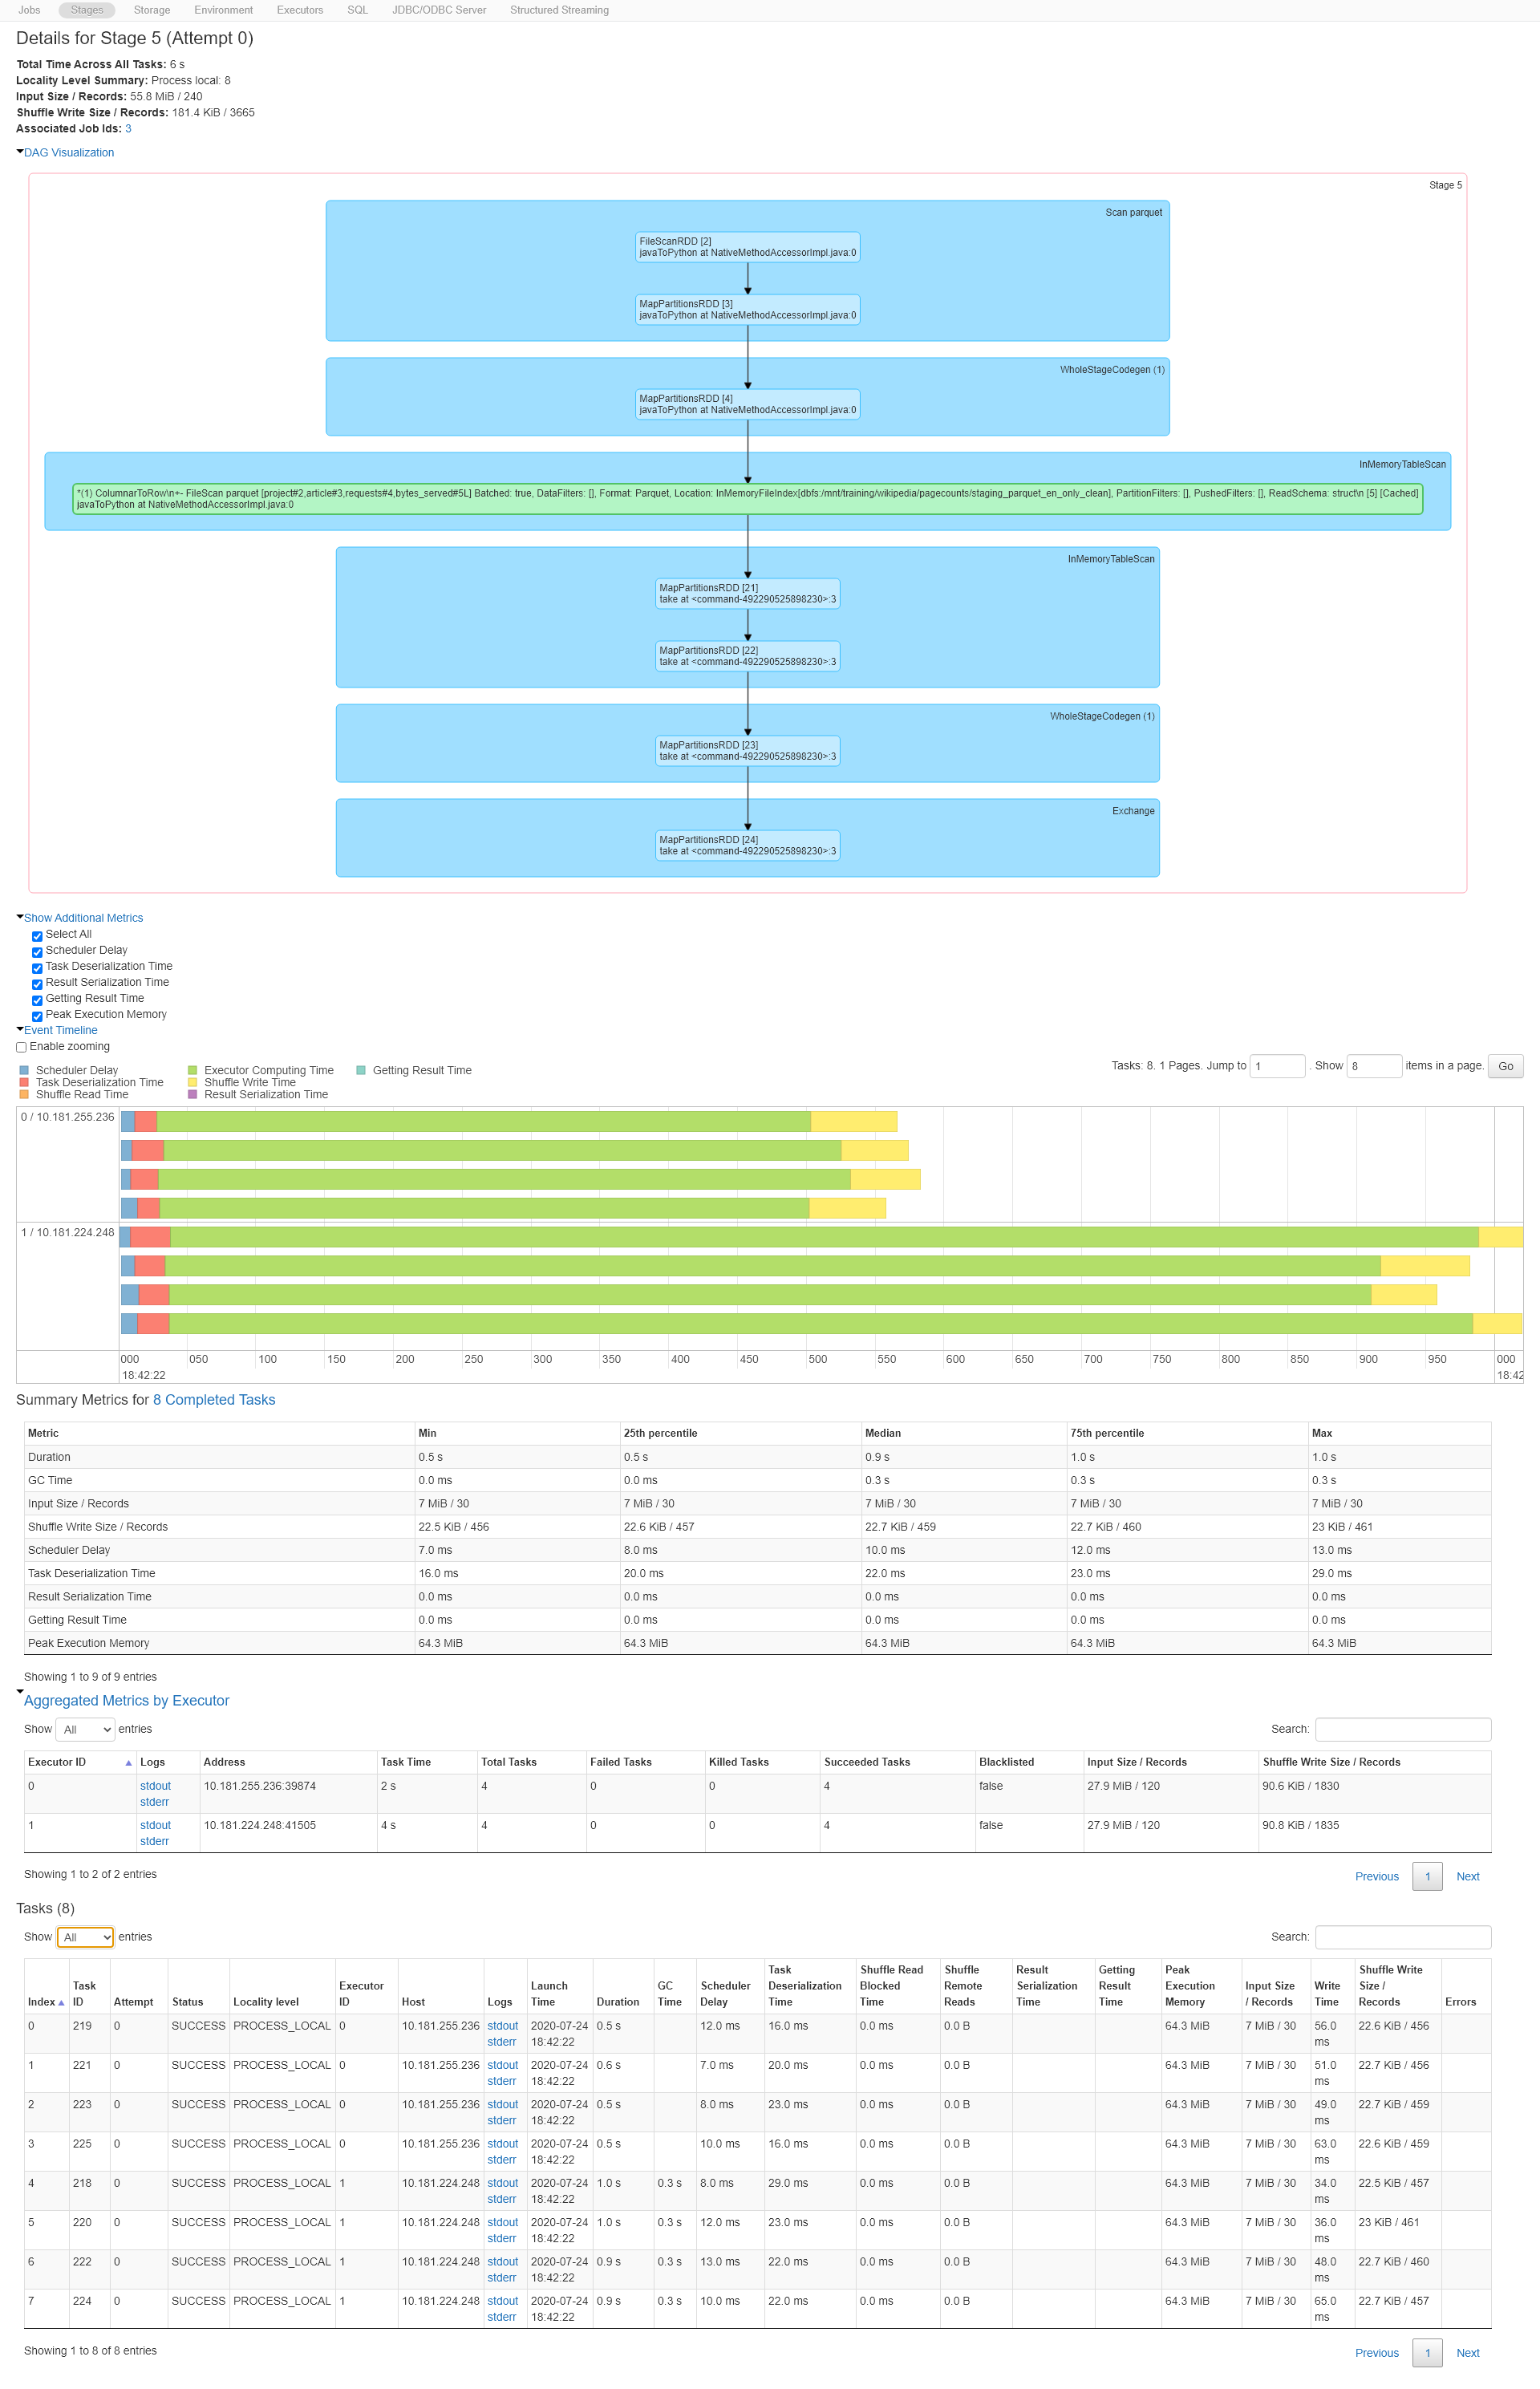 Jobs Stages Storage Environment Executors SQL JDBC/ODBC Server Structured Streaming
Details for Stage 5 (Attempt 0)
Total Time Across All Tasks: 6 s
Locality Level Summary: Process local: 8
Input Size / Records: 55.8 MiB / 240
Shuffle Write Size / Records: 181.4 KiB / 3665
Associated Job Ids: 3
DAG Visualization
Stage 5
Scan parquet
FileScanRDD [2]
javaToPython at NativeMethodAccessorImpl.java:0
MapPartitionsRDD [3]
javaToPython at NativeMethodAccessorImpl.java:0
WholeStageCodegen (1)
MapPartitionsRDD [4]
javaToPython at NativeMethodAccessorImpl.java:0
InMemoryTableScan
*(1) ColumnarToRow\n+- FileScan parquet [project#2,article#3,requests#4,bytes_served#5L] Batched: true, DataFilters: [], Format: Parquet, Location: InMemoryFileIndex[dbfs:/mnt/training/wikipedia/pagecounts/staging_parquet_en_only_clean], PartitionFilters: [], PushedFilters: [], ReadSchema: struct\n [5] [Cached]
javaToPython at NativeMethodAccessorImpl.java:0
InMemoryTableScan
MapPartitionsRDD [21]
take at <command-492290525898230>:3
MapPartitionsRDD [22]
take at <command-492290525898230>:3
WholeStageCodegen (1)
MapPartitionsRDD [23]
take at <command-492290525898230>:3
Exchange
MapPartitionsRDD [24]
take at <command-492290525898230>:3
Show Additional Metrics
Select All
Scheduler Delay
Task Deserialization Time
Result Serialization Time
Getting Result Time
Peak Execution Memory
Event Timeline
Enable zooming
Tasks: 8. 1 Pages. Jump to 1 . Show 8 items in a page. Go
Scheduler Delay Executor Computing Time Getting Result Time
Task Deserialization Time Shuffle Write Time
Shuffle Read Time Result Serialization Time
0 / 10.181.255.236
1 / 10.181.224.248
000 050 100 150 200 250 300 350 400 450 500 550 600 650 700 750 800 850 900 950 000
18:42:22 18:42
Summary Metrics for 8 Completed Tasks
Metric Min 25th percentile Median 75th percentile Max
Duration 0.5 s 0.5 s 0.9 s 1.0 s 1.0 s
GC Time 0.0 ms 0.0 ms 0.3 s 0.3 s 0.3 s
Input Size / Records 7 MiB / 30 7 MiB / 30 7 MiB / 30 7 MiB / 30 7 MiB / 30
Shuffle Write Size / Records 22.5 KiB / 456 22.6 KiB / 457 22.7 KiB / 459 22.7 KiB / 460 23 KiB / 461
Scheduler Delay 7.0 ms 8.0 ms 10.0 ms 12.0 ms 13.0 ms
Task Deserialization Time 16.0 ms 20.0 ms 22.0 ms 23.0 ms 29.0 ms
Result Serialization Time 0.0 ms 0.0 ms 0.0 ms 0.0 ms 0.0 ms
Getting Result Time 0.0 ms 0.0 ms 0.0 ms 0.0 ms 0.0 ms
Peak Execution Memory 64.3 MiB 64.3 MiB 64.3 MiB 64.3 MiB 64.3 MiB
Showing 1 to 9 of 9 entries
Aggregated Metrics by Executor
Show All entries Search:
Executor ID Logs Address Task Time Total Tasks Failed Tasks Killed Tasks Succeeded Tasks Blacklisted Input Size / Records Shuffle Write Size / Records
0 stdout 10.181.255.236:39874 2 s 4 0 0 4 false 27.9 MiB / 120 90.6 KiB / 1830
stderr
1 stdout 10.181.224.248:41505 4 s 4 0 0 4 false 27.9 MiB / 120 90.8 KiB / 1835
stderr
Showing 1 to 2 of 2 entries Previous 1 Next
Tasks (8)
Show All entries Search:
Task Shuffle Read Shuffle Result Getting Peak Shuffle Write
Task Executor Launch GC Scheduler Deserialization Blocked Remote Serialization Result Execution Input Size Write Size /
Index ID Attempt Status Locality level ID Host Logs Time Duration Time Delay Time Time Reads Time Time Memory / Records Time Records Errors
0 219 0 SUCCESS PROCESS_LOCAL 0 10.181.255.236 stdout 2020-07-24 0.5 s 12.0 ms 16.0 ms 0.0 ms 0.0 B 64.3 MiB 7 MiB / 30 56.0 22.6 KiB / 456
stderr 18:42:22 ms
1 221 0 SUCCESS PROCESS_LOCAL 0 10.181.255.236 stdout 2020-07-24 0.6 s 7.0 ms 20.0 ms 0.0 ms 0.0 B 64.3 MiB 7 MiB / 30 51.0 22.7 KiB / 456
stderr 18:42:22 ms
2 223 0 SUCCESS PROCESS_LOCAL 0 10.181.255.236 stdout 2020-07-24 0.5 s 8.0 ms 23.0 ms 0.0 ms 0.0 B 64.3 MiB 7 MiB / 30 49.0 22.7 KiB / 459
stderr 18:42:22 ms
3 225 0 SUCCESS PROCESS_LOCAL 0 10.181.255.236 stdout 2020-07-24 0.5 s 10.0 ms 16.0 ms 0.0 ms 0.0 B 64.3 MiB 7 MiB / 30 63.0 22.6 KiB / 459
stderr 18:42:22 ms
4 218 0 SUCCESS PROCESS_LOCAL 1 10.181.224.248 stdout 2020-07-24 1.0 s 0.3 s 8.0 ms 29.0 ms 0.0 ms 0.0 B 64.3 MiB 7 MiB / 30 34.0 22.5 KiB / 457
stderr 18:42:22 ms
5 220 0 SUCCESS PROCESS_LOCAL 1 10.181.224.248 stdout 2020-07-24 1.0 s 0.3 s 12.0 ms 23.0 ms 0.0 ms 0.0 B 64.3 MiB 7 MiB / 30 36.0 23 KiB / 461
stderr 18:42:22 ms
6 222 0 SUCCESS PROCESS_LOCAL 1 10.181.224.248 stdout 2020-07-24 0.9 s 0.3 s 13.0 ms 22.0 ms 0.0 ms 0.0 B 64.3 MiB 7 MiB / 30 48.0 22.7 KiB / 460
stderr 18:42:22 ms
7 224 0 SUCCESS PROCESS_LOCAL 1 10.181.224.248 stdout 2020-07-24 0.9 s 0.3 s 10.0 ms 22.0 ms 0.0 ms 0.0 B 64.3 MiB 7 MiB / 30 65.0 22.7 KiB / 457
stderr 18:42:22 ms
Showing 1 to 8 of 8 entries Previous 1 Next